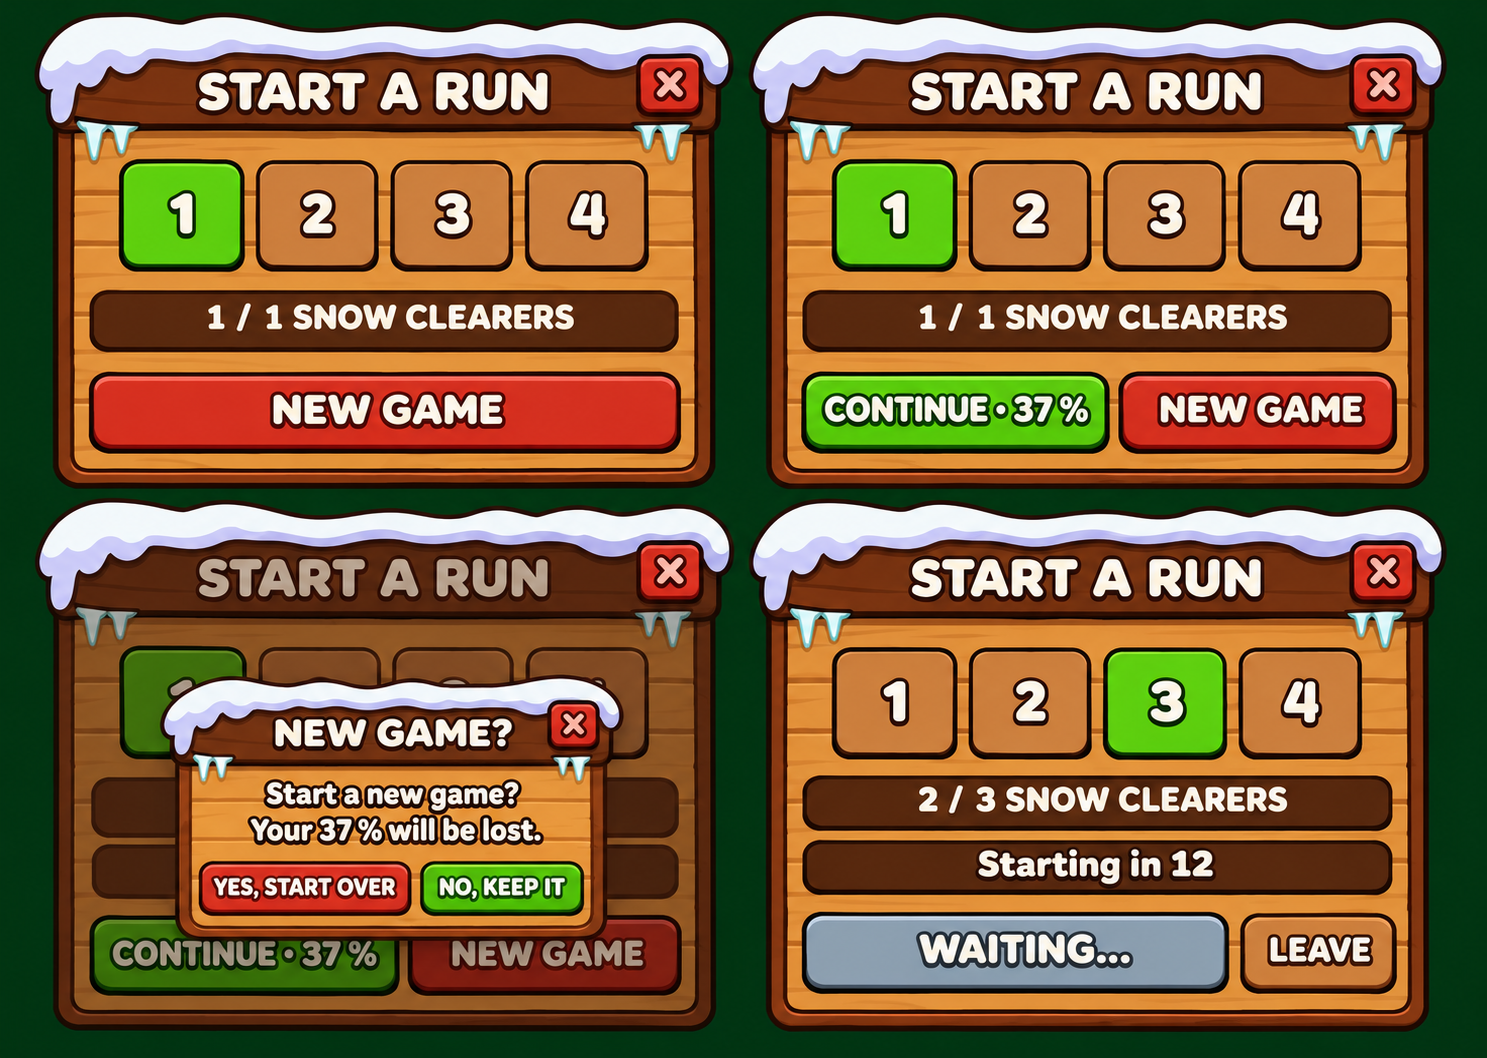 START A RUN
1 2 3 4
1 / 1 SNOW CLEARERS
NEW GAME
START A RUN
1 2 3 4
1 / 1 SNOW CLEARERS
CONTINUE • 37 %
NEW GAME
START A RUN
NEW GAME?
Start a new game?
Your 37 % will be lost.
YES, START OVER
NO, KEEP IT
CONTINUE • 37 %
NEW GAME
START A RUN
1 2 3 4
2 / 3 SNOW CLEARERS
Starting in 12
WAITING...
LEAVE